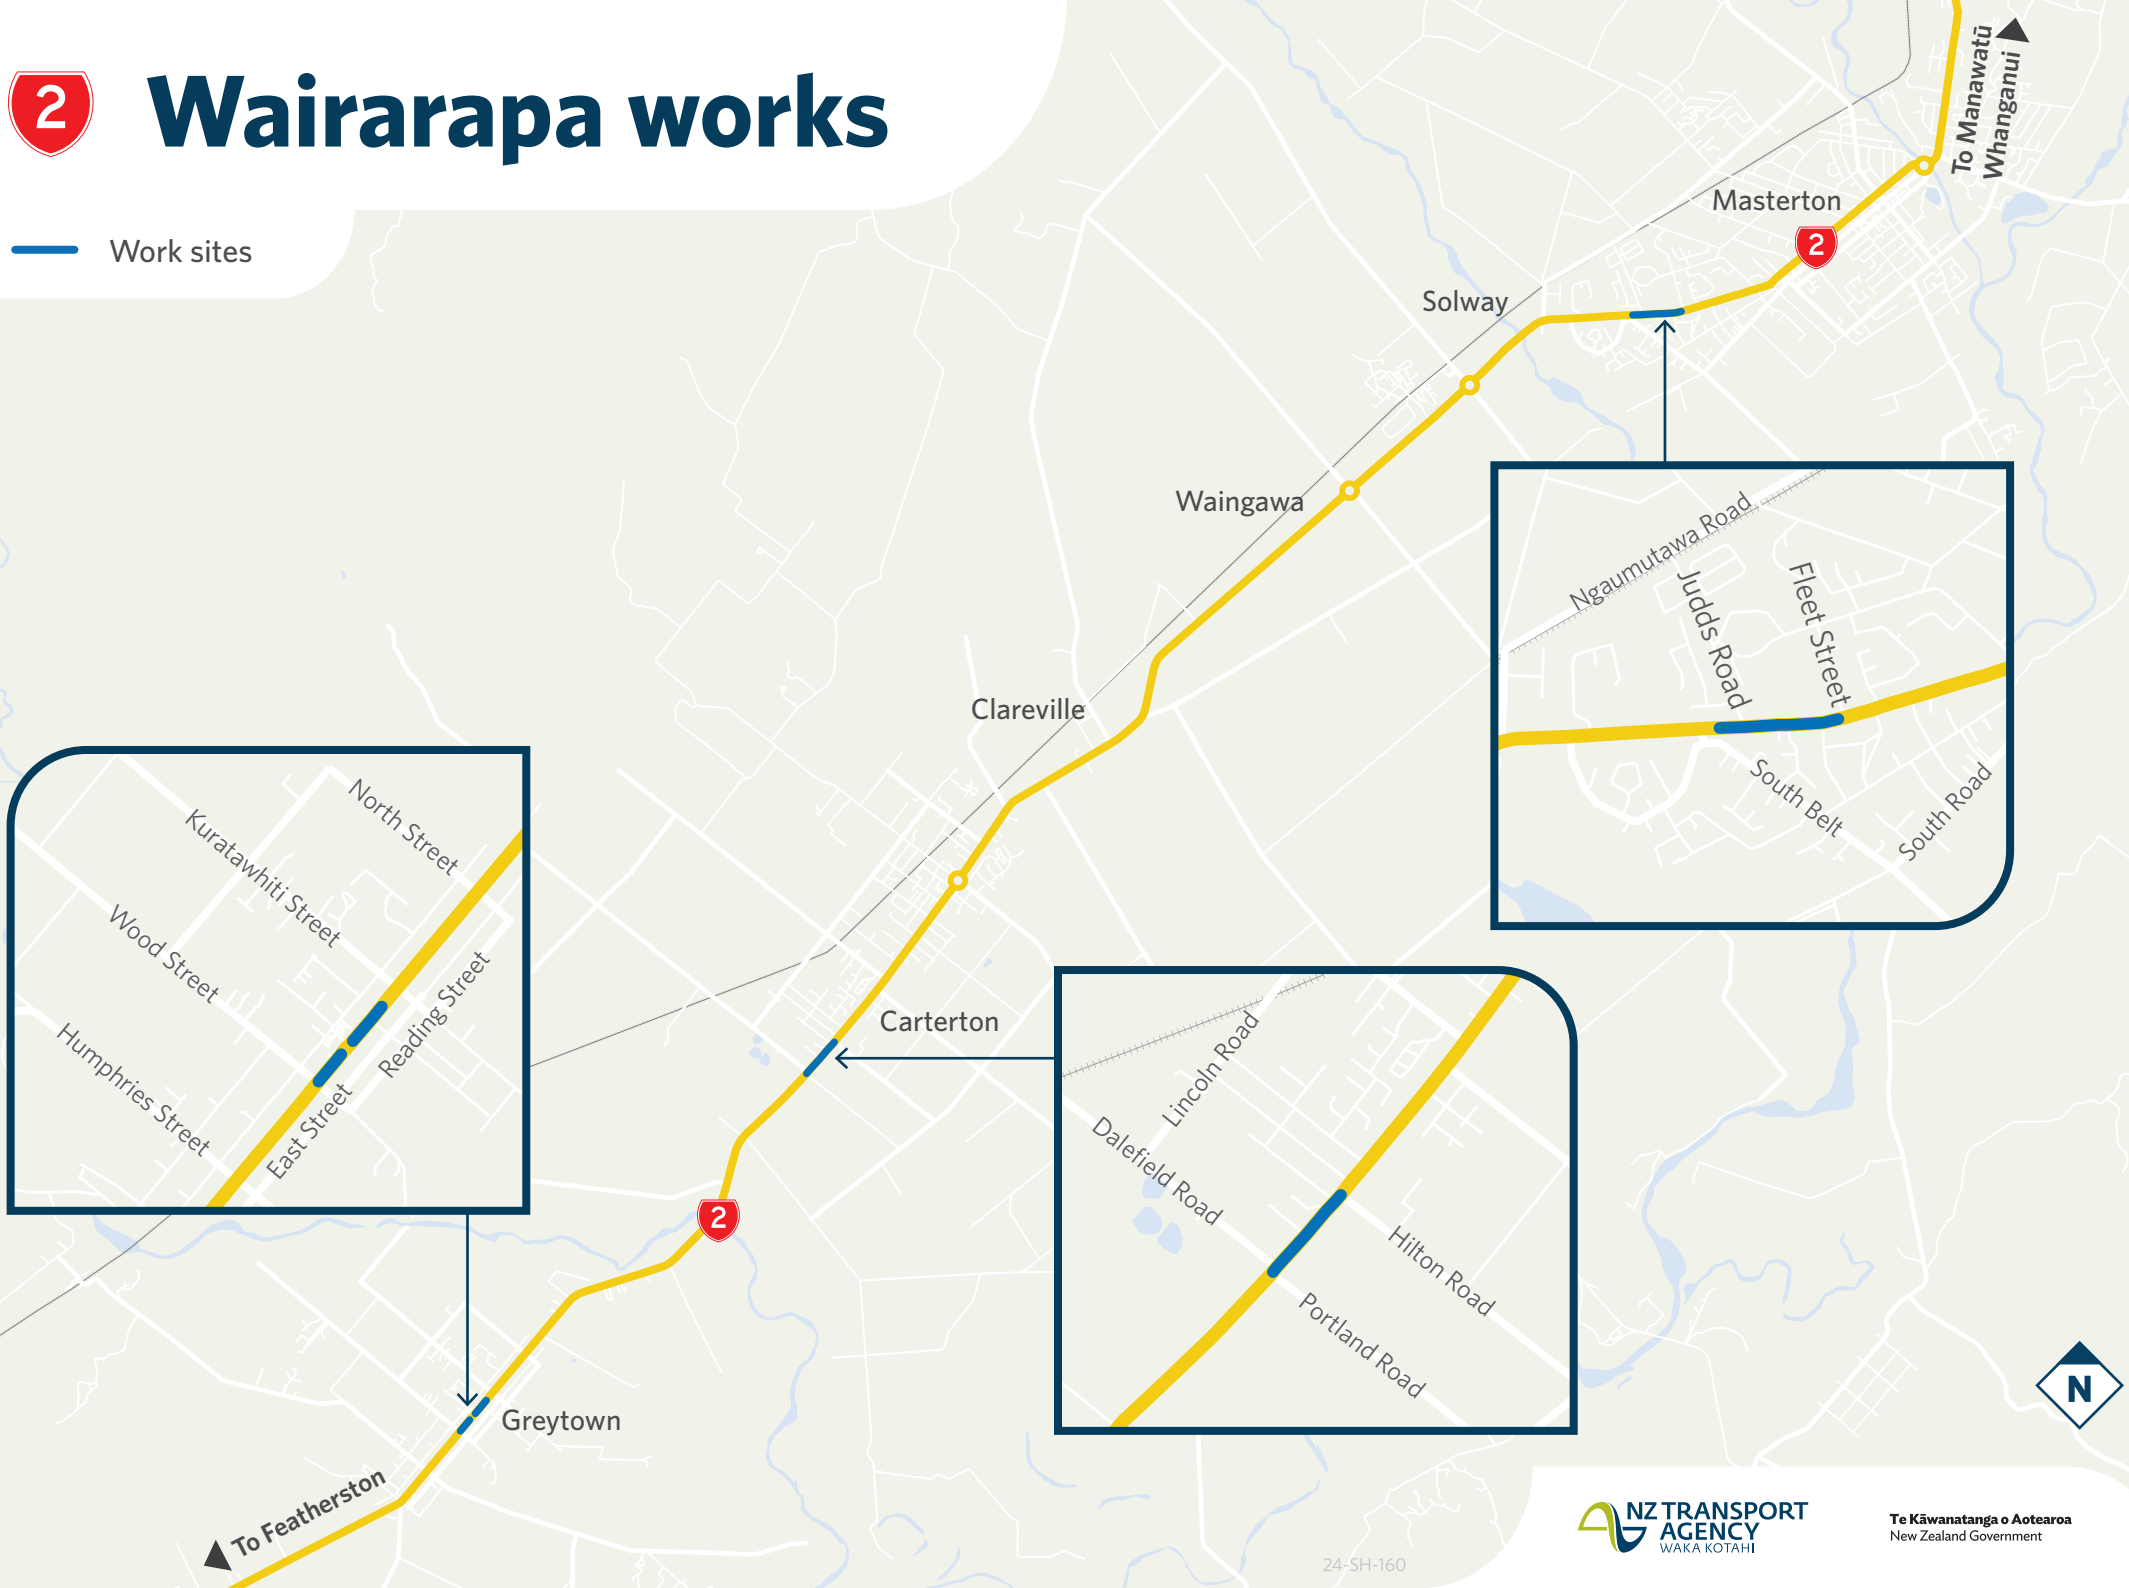 2
Wairarapa works
Work sites
To Manawatū
Whanganui
Masterton
2
Solway
Waingawa
Clareville
Carterton
2
Greytown
To Featherston
Ngaumutawa Road
Judds Road
Fleet Street
South Belt
South Road
North Street
Kuratawhiti Street
Wood Street
Humphries Street
Reading Street
East Street
Lincoln Road
Dalefield Road
Hilton Road
Portland Road
N
NZ TRANSPORT
AGENCY
WAKA KOTAHI
Te Kāwanatanga o Aotearoa
New Zealand Government
24-SH-160